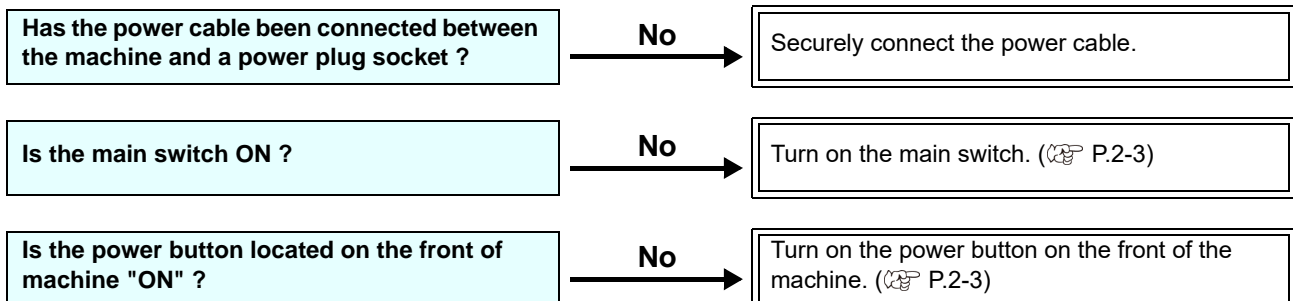 Has the power cable been connected between
the machine and a power plug socket ?
No
Securely connect the power cable.
Is the main switch ON ?
No
Turn on the main switch. (☞ P.2-3)
Is the power button located on the front of
machine "ON" ?
No
Turn on the power button on the front of the
machine. (☞ P.2-3)